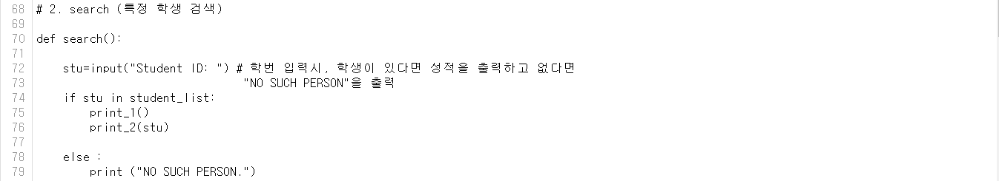 68 # 2. search (특정 학생 검색)
69
70 def search():
71
72     stu=input("Student ID: ") # 학번 입력시, 학생이 있다면 성적을 출력하고 없다면
73                                "NO SUCH PERSON"을 출력
74     if stu in student_list:
75         print_1()
76         print_2(stu)
77
78     else :
79         print ("NO SUCH PERSON.")